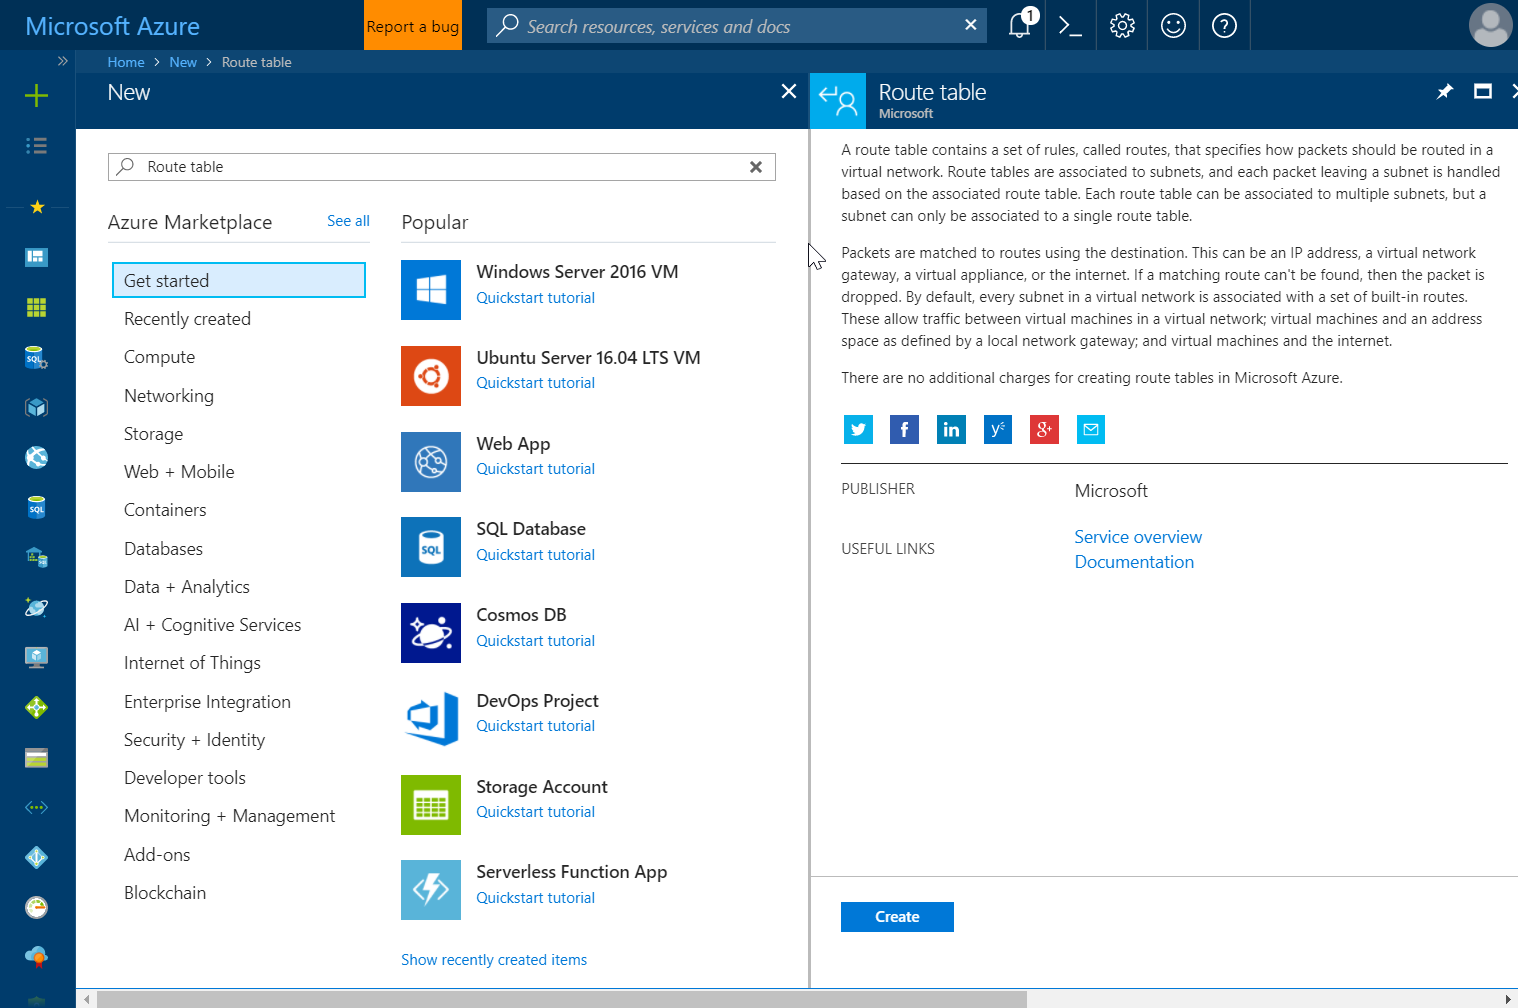 Microsoft Azure
Report a bug
Search resources, services and docs
1
Home > New > Route table
New
Route table
Microsoft
Route table
Azure Marketplace
See all
Popular
Get started
Recently created
Compute
Networking
Storage
Web + Mobile
Containers
Databases
Data + Analytics
AI + Cognitive Services
Internet of Things
Enterprise Integration
Security + Identity
Developer tools
Monitoring + Management
Add-ons
Blockchain
Windows Server 2016 VM
Quickstart tutorial
Ubuntu Server 16.04 LTS VM
Quickstart tutorial
Web App
Quickstart tutorial
SQL
SQL Database
Quickstart tutorial
Cosmos DB
Quickstart tutorial
DevOps Project
Quickstart tutorial
Storage Account
Quickstart tutorial
Serverless Function App
Quickstart tutorial
Show recently created items
A route table contains a set of rules, called routes, that specifies how packets should be routed in a
virtual network. Route tables are associated to subnets, and each packet leaving a subnet is handled
based on the associated route table. Each route table can be associated to multiple subnets, but a
subnet can only be associated to a single route table.
Packets are matched to routes using the destination. This can be an IP address, a virtual network
gateway, a virtual appliance, or the internet. If a matching route can't be found, then the packet is
dropped. By default, every subnet in a virtual network is associated with a set of built-in routes.
These allow traffic between virtual machines in a virtual network; virtual machines and an address
space as defined by a local network gateway; and virtual machines and the internet.
There are no additional charges for creating route tables in Microsoft Azure.
PUBLISHER
Microsoft
USEFUL LINKS
Service overview
Documentation
Create
SQL
SQL